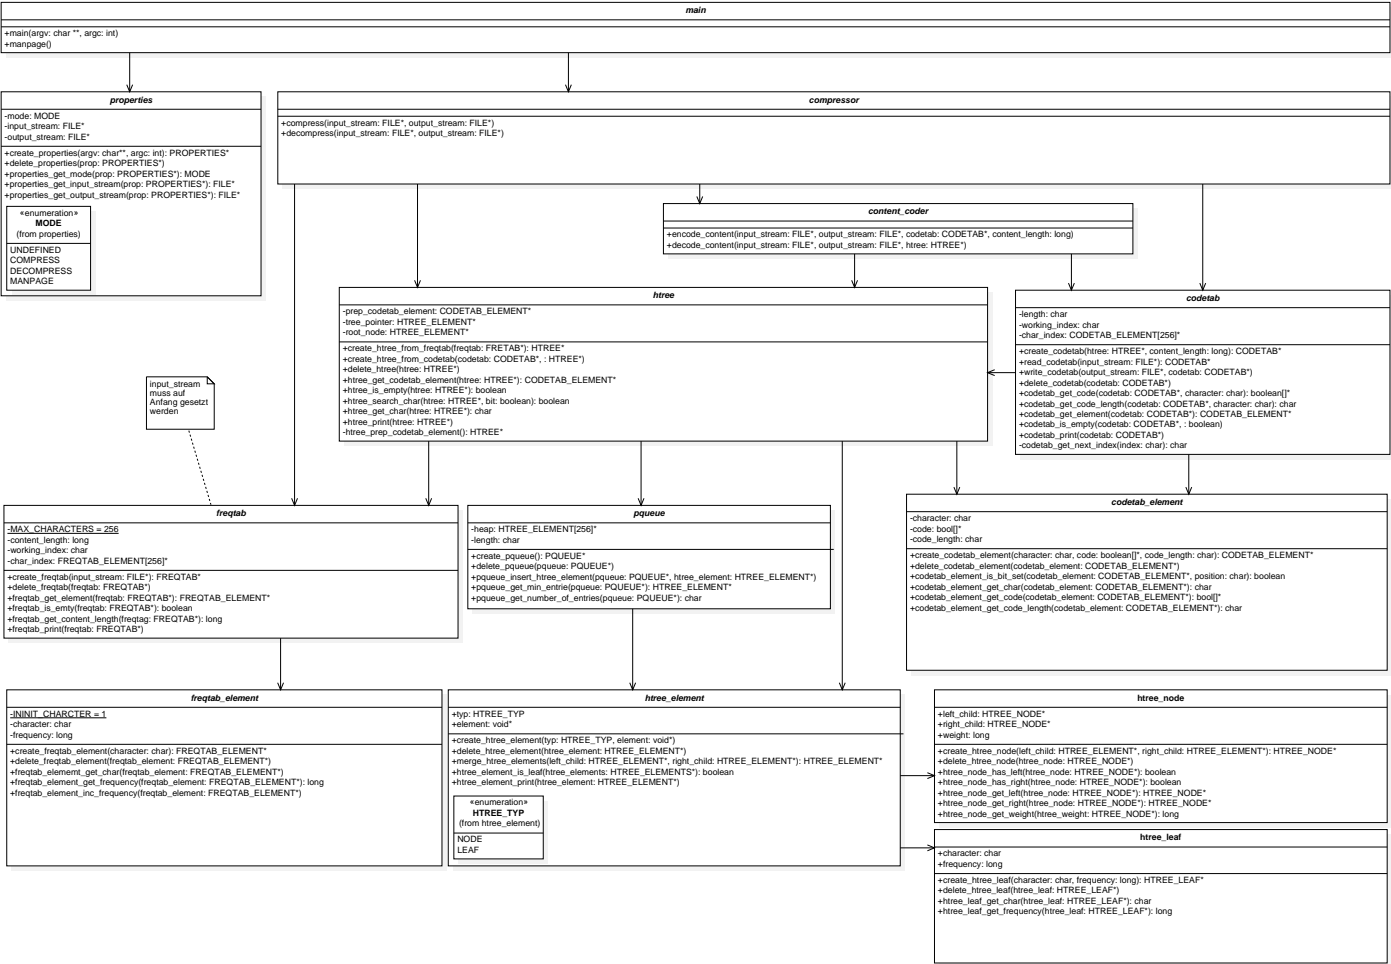 main
+main(argv: char **, argc: int)
+manpage()
properties
-mode: MODE
-input_stream: FILE*
-output_stream: FILE*
+create_properties(argv: char**, argc: int): PROPERTIES*
+delete_properties(prop: PROPERTIES*)
+properties_get_mode(prop: PROPERTIES*): MODE
+properties_get_input_stream(prop: PROPERTIES*): FILE*
+properties_get_output_stream(prop: PROPERTIES*): FILE*
«enumeration»
MODE
(from properties)
UNDEFINED
COMPRESS
DECOMPRESS
MANPAGE
compressor
+compress(input_stream: FILE*, output_stream: FILE*)
+decompress(input_stream: FILE*, output_stream: FILE*)
content_coder
+encode_content(input_stream: FILE*, output_stream: FILE*, codetab: CODETAB*, content_length: long)
+decode_content(input_stream: FILE*, output_stream: FILE*, htree: HTREE*)
htree
-prep_codetab_element: CODETAB_ELEMENT*
-tree_pointer: HTREE_ELEMENT*
-root_node: HTREE_ELEMENT*
+create_htree_from_freqtab(freqtab: FRETAB*): HTREE*
+create_htree_from_codetab(codetab: CODETAB*, : HTREE*)
+delete_htree(htree: HTREE*)
+htree_get_codetab_element(htree: HTREE*): CODETAB_ELEMENT*
+htree_is_empty(htree: HTREE*): boolean
+htree_search_char(htree: HTREE*, bit: boolean): boolean
+htree_get_char(htree: HTREE*): char
+htree_print(htree: HTREE*)
-htree_prep_codetab_element(): HTREE*
codetab
-length: char
-working_index: char
-char_index: CODETAB_ELEMENT[256]*
+create_codetab(htree: HTREE*, content_length: long): CODETAB*
+read_codetab(input_stream: FILE*): CODETAB*
+write_codetab(output_stream: FILE*, codetab: CODETAB*)
+delete_codetab(codetab: CODETAB*)
+codetab_get_code(codetab: CODETAB*, character: char): boolean[]*
+codetab_get_code_length(codetab: CODETAB*, character: char): char
+codetab_get_element(codetab: CODETAB*): CODETAB_ELEMENT*
+codetab_is_empty(codetab: CODETAB*, : boolean)
+codetab_print(codetab: CODETAB*)
-codetab_get_next_index(index: char): char
input_stream
muss auf
Anfang gesetzt
werden
freqtab
-MAX_CHARACTERS = 256
-content_length: long
-working_index: char
-char_index: FREQTAB_ELEMENT[256]*
+create_freqtab(input_stream: FILE*): FREQTAB*
+delete_freqtab(freqtab: FREQTAB*)
+freqtab_get_element(freqtab: FREQTAB*): FREQTAB_ELEMENT*
+freqtab_is_emty(freqtab: FREQTAB*): boolean
+freqtab_get_content_length(freqtag: FREQTAB*): long
+freqtab_print(freqtab: FREQTAB*)
pqueue
-heap: HTREE_ELEMENT[256]*
-length: char
+create_pqueue(): PQUEUE*
+delete_pqueue(pqueue: PQUEUE*)
+pqueue_insert_htree_element(pqueue: PQUEUE*, htree_element: HTREE_ELEMENT*)
+pqueue_get_min_entrie(pqueue: PQUEUE*): HTREE_ELEMENT*
+pqueue_get_number_of_entries(pqueue: PQUEUE*): char
codetab_element
-character: char
-code: bool[]*
-code_length: char
+create_codetab_element(character: char, code: boolean[]*, code_length: char): CODETAB_ELEMENT*
+delete_codetab_element(codetab_element: CODETAB_ELEMENT*)
+codetab_element_is_bit_set(codetab_element: CODETAB_ELEMENT*, position: char): boolean
+codetab_element_get_char(codetab_element: CODETAB_ELEMENT*): char
+codetab_element_get_code(codetab_element: CODETAB_ELEMENT*): bool[]*
+codetab_element_get_code_length(codetab_element: CODETAB_ELEMENT*): char
freqtab_element
-ININIT_CHARCTER = 1
-character: char
-frequency: long
+create_freqtab_element(character: char): FREQTAB_ELEMENT*
+delete_freqtab_element(freqtab_element: FREQTAB_ELEMENT*)
+freqtab_elememt_get_char(freqtab_element: FREQTAB_ELEMENT*)
+freqtab_element_get_frequency(freqtab_element: FREQTAB_ELEMENT*): long
+freqtab_element_inc_frequency(freqtab_element: FREQTAB_ELEMENT*)
htree_element
+typ: HTREE_TYP
+element: void*
+create_htree_element(typ: HTREE_TYP, element: void*)
+delete_htree_element(htree_element: HTREE_ELEMENT*)
+merge_htree_elements(left_child: HTREE_ELEMENT*, right_child: HTREE_ELEMENT*): HTREE_ELEMENT*
+htree_element_is_leaf(htree_elements: HTREE_ELEMENTS*): boolean
+htree_element_print(htree_element: HTREE_ELEMENT*)
«enumeration»
HTREE_TYP
(from htree_element)
NODE
LEAF
htree_node
+left_child: HTREE_NODE*
+right_child: HTREE_NODE*
+weight: long
+create_htree_node(left_child: HTREE_ELEMENT*, right_child: HTREE_ELEMENT*): HTREE_NODE*
+delete_htree_node(htree_node: HTREE_NODE*)
+htree_node_has_left(htree_node: HTREE_NODE*): boolean
+htree_node_has_right(htree_node: HTREE_NODE*): boolean
+htree_node_get_left(htree_node: HTREE_NODE*): HTREE_NODE*
+htree_node_get_right(htree_node: HTREE_NODE*): HTREE_NODE*
+htree_node_get_weight(htree_weight: HTREE_NODE*): long
htree_leaf
+character: char
+frequency: long
+create_htree_leaf(character: char, frequency: long): HTREE_LEAF*
+delete_htree_leaf(htree_leaf: HTREE_LEAF*)
+htree_leaf_get_char(htree_leaf: HTREE_LEAF*): char
+htree_leaf_get_frequency(htree_leaf: HTREE_LEAF*): long